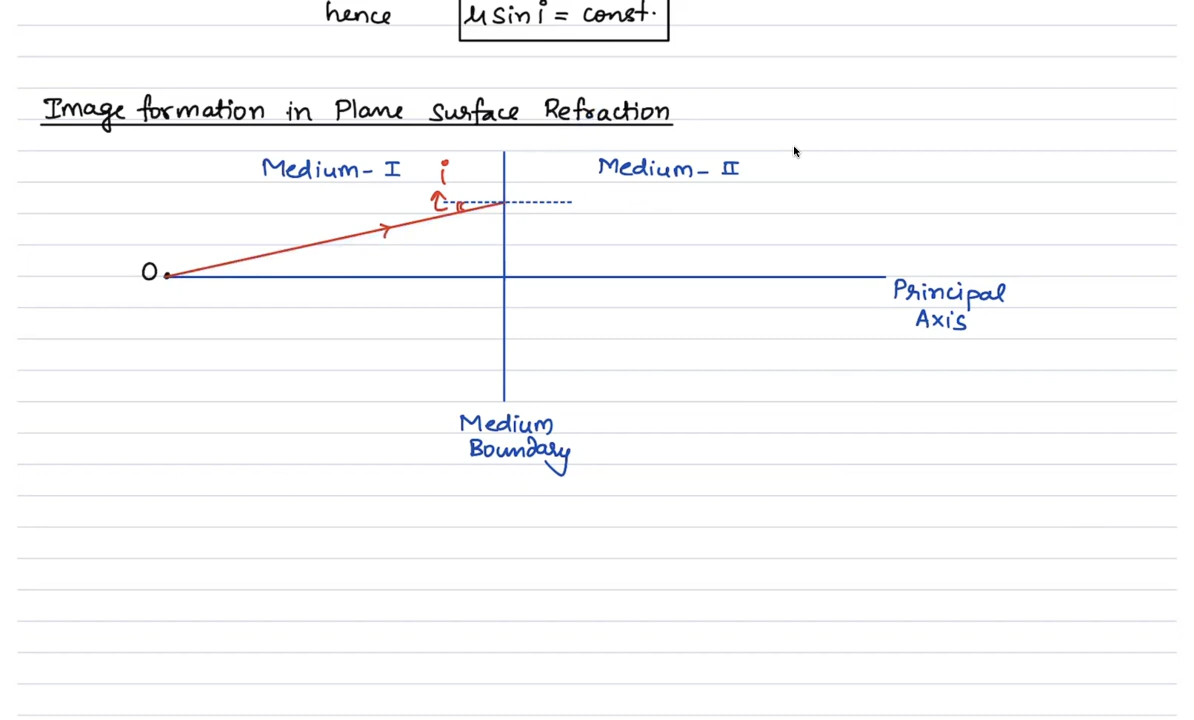 hence μ sin i = const.
Image formation in Plane Surface Refraction
Medium - I i Medium - II
O
Principal
Axis
Medium
Boundary